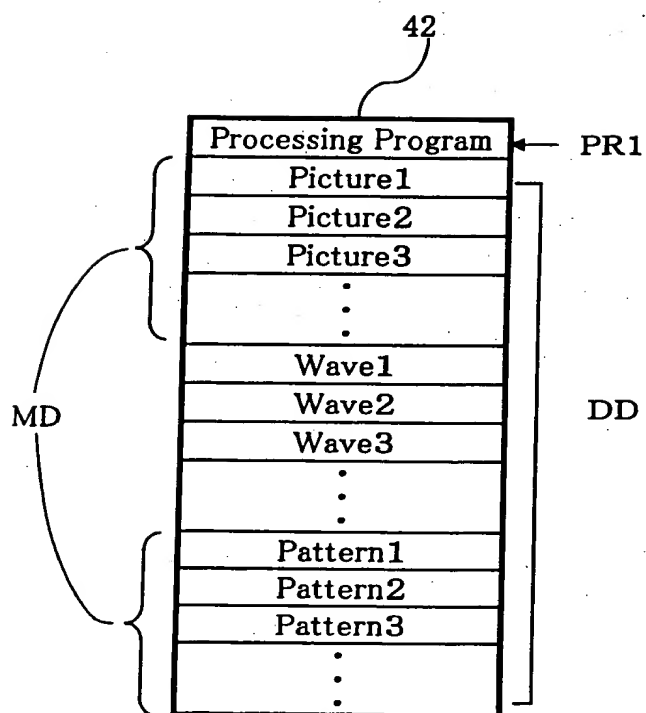 42
Processing Program
PR1
Picture1
Picture2
Picture3
Wave1
Wave2
Wave3
MD
DD
Pattern1
Pattern2
Pattern3